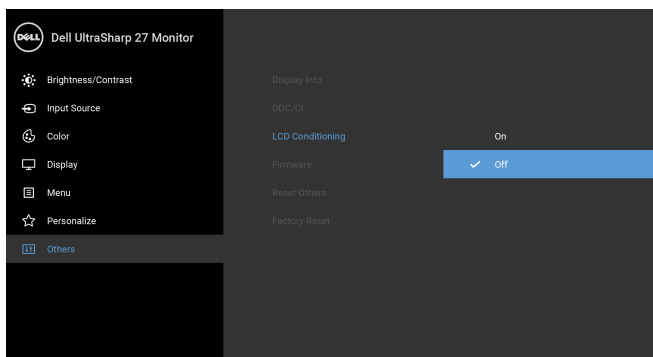 DELL Dell UltraSharp 27 Monitor
Brightness/Contrast
Input Source
Color
Display
Menu
Personalize
Others
Display Info
DDC/CI
LCD Conditioning
Firmware
Reset Others
Factory Reset
On
Off